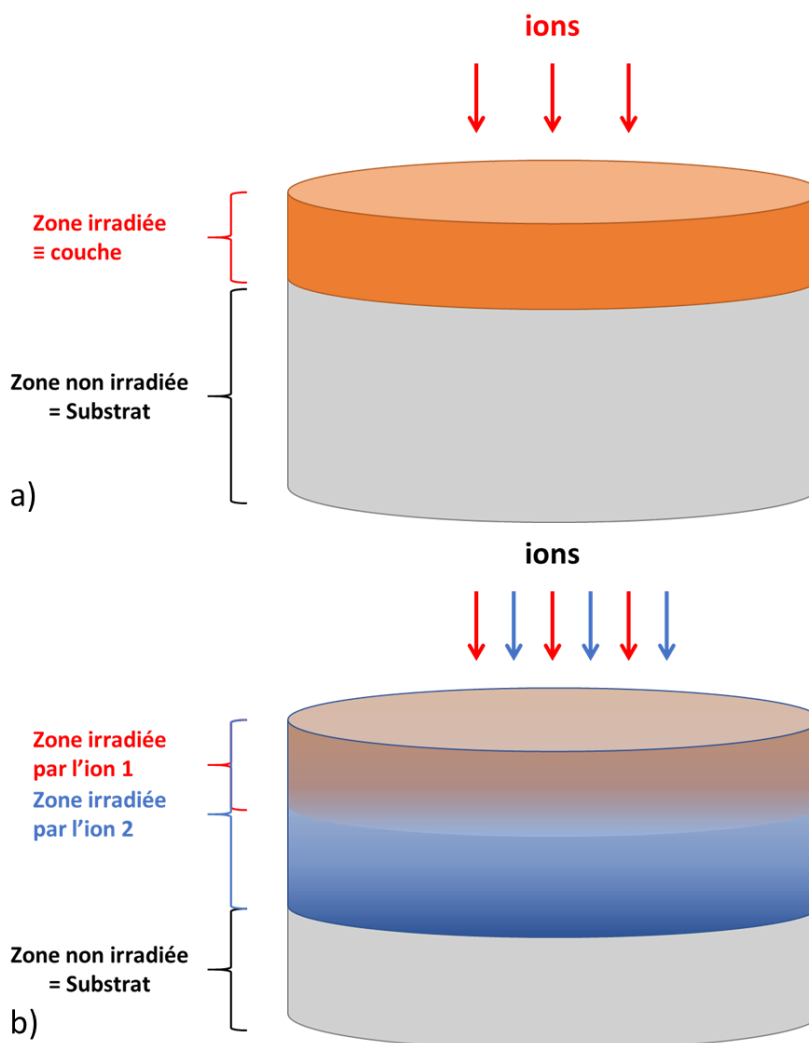 ions
Zone irradiée
≡ couche
Zone non irradiée
= Substrat
a)
ions
Zone irradiée
par l’ion 1
Zone irradiée
par l’ion 2
Zone non irradiée
= Substrat
b)